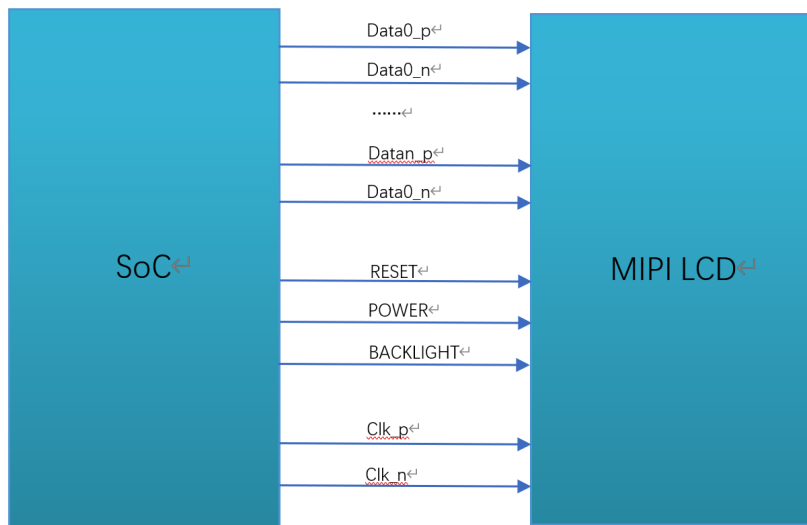 Data0_p
Data0_n
......
Datan_p
Data0_n
SoC
RESET
MIPI LCD
POWER
BACKLIGHT
Clk_p
Clk_n